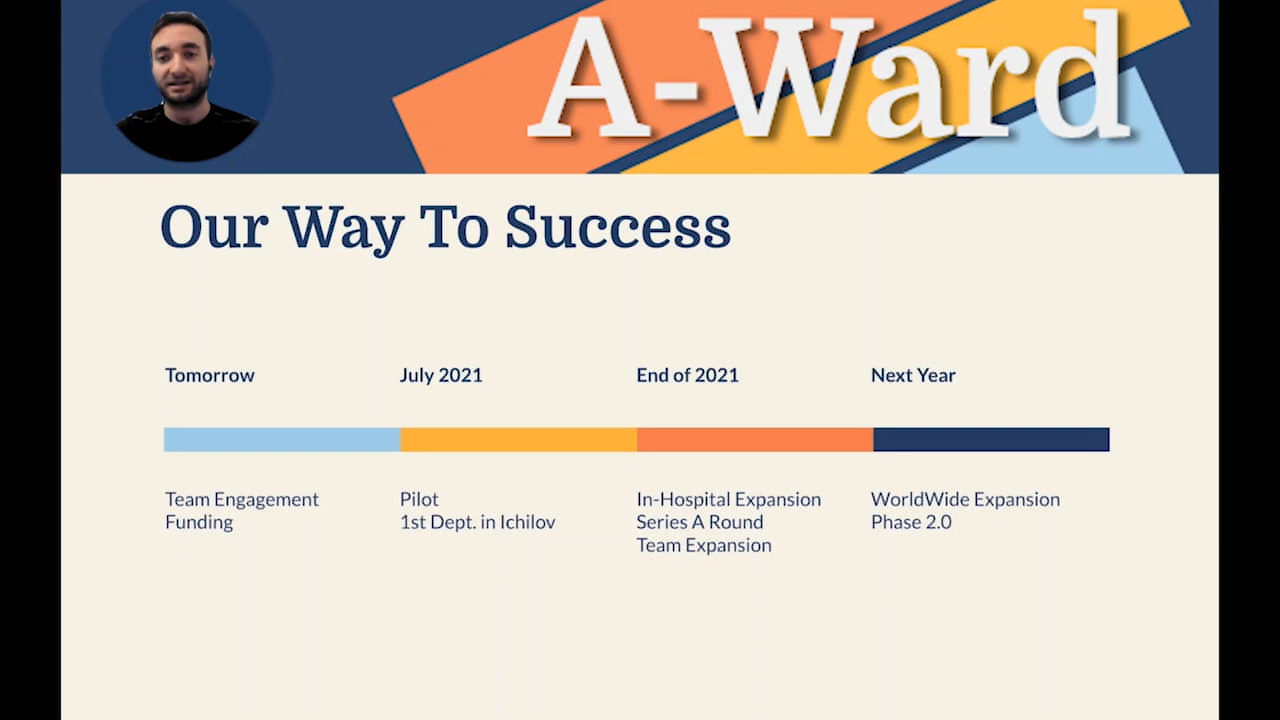 A-Ward
Our Way To Success
Tomorrow
July 2021
End of 2021
Next Year
Team Engagement
Funding
Pilot
1st Dept. in Ichilov
In-Hospital Expansion
Series A Round
Team Expansion
WorldWide Expansion
Phase 2.0